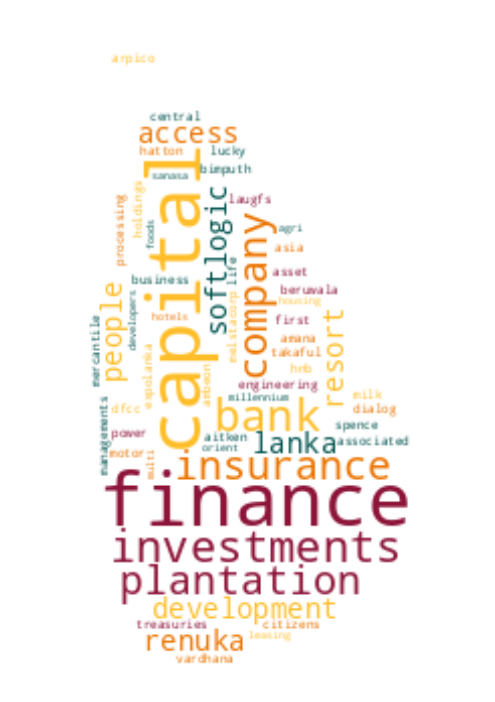 arpico
central
access
hatton
lucky
capital
sanasa
bimputh
softlogic
laugfs
holdings
processing
foods
company
agri
asia
life
asset
business
people
developers
beruwala
housing
metstacorp
hotels
first
resort
mercantile
expolanka
amana
takaful
hnb
ambeon
engineering
millennium
milk
managements
dfcc
bank
dialog
spence
power
aitken
lanka
associated
orient
motor
multi
insurance
finance
investments
plantation
development
treasuries
citizens
renuka
leasing
vardhana